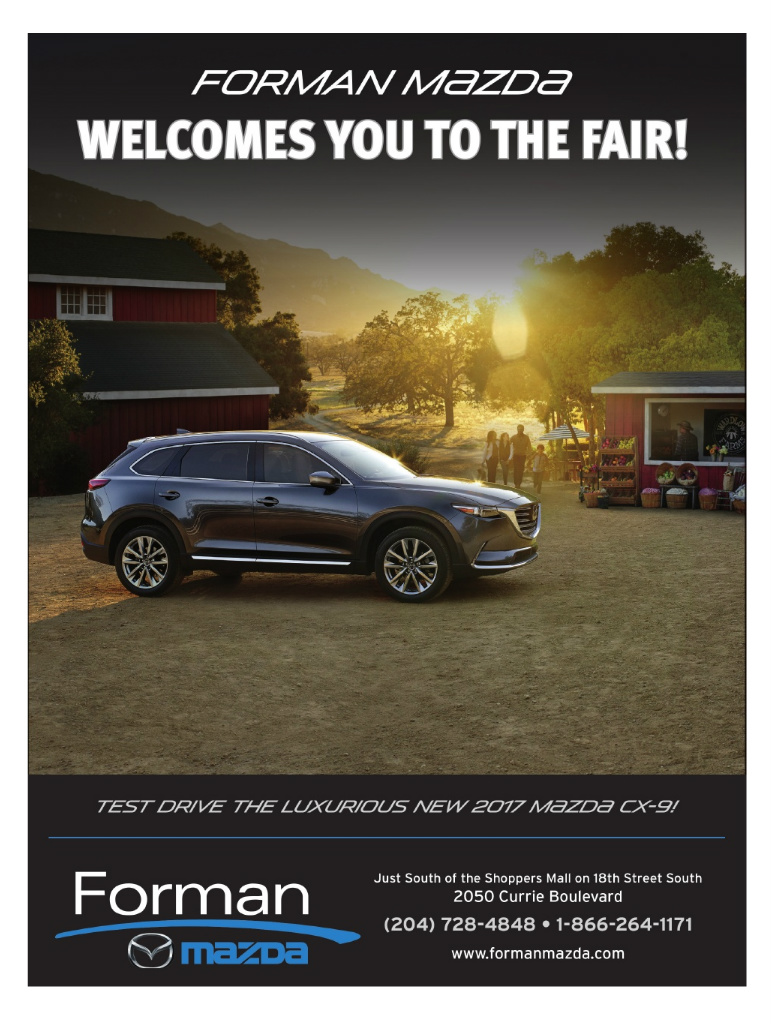 FORMAN MAZDA
WELCOMES YOU TO THE FAIR!
TEST DRIVE THE LUXURIOUS NEW 2017 MAZDA CX-9!
Forman
mazda
Just South of the Shoppers Mall on 18th Street South
2050 Currie Boulevard
(204) 728-4848 • 1-866-264-1171
www.formanmazda.com